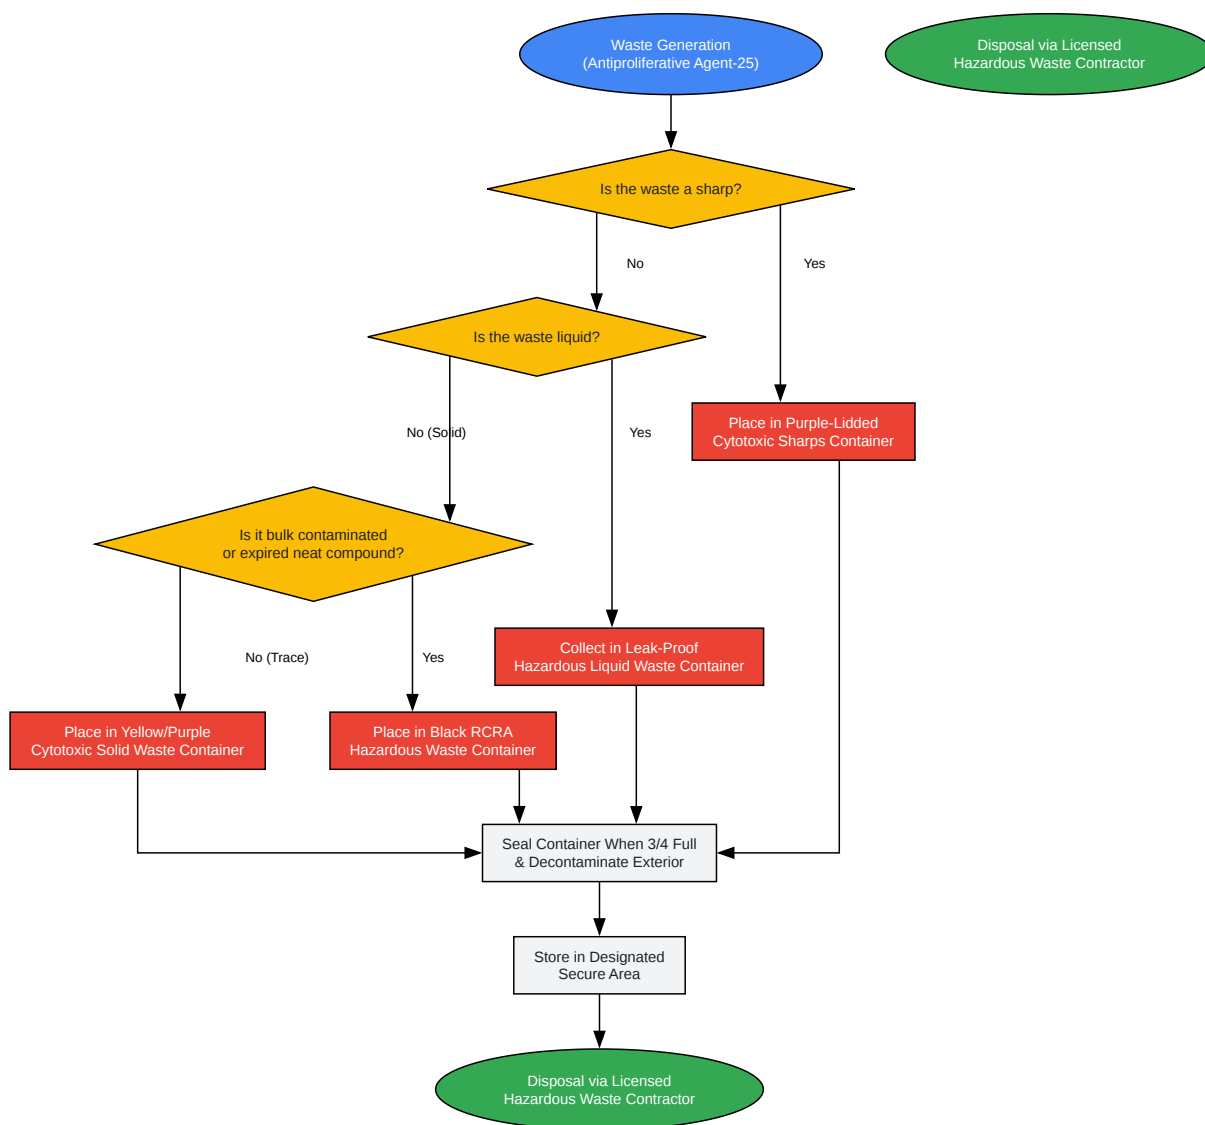 Waste Generation
(Antiproliferative Agent-25)
Disposal via Licensed
Hazardous Waste Contractor
Is the waste a sharp?
No
Yes
Is the waste liquid?
No (Solid)
Yes
Place in Purple-Lidded
Cytotoxic Sharps Container
Is it bulk contaminated
or expired neat compound?
No (Trace)
Yes
Collect in Leak-Proof
Hazardous Liquid Waste Container
Place in Yellow/Purple
Cytotoxic Solid Waste Container
Place in Black RCRA
Hazardous Waste Container
Seal Container When 3/4 Full
& Decontaminate Exterior
Store in Designated
Secure Area
Disposal via Licensed
Hazardous Waste Contractor